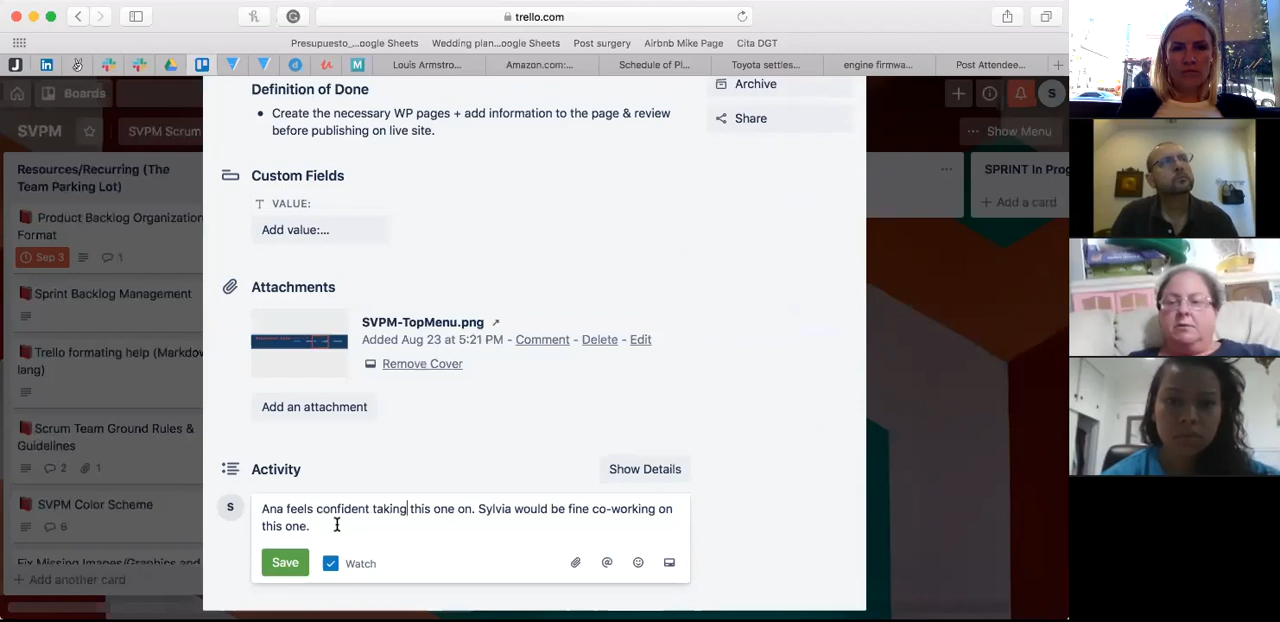 trello.com
Presupuesto_...oogle Sheets Wedding plan...oogle Sheets Post surgery Airbnb Mike Page Cita DGT
Louis Armstro... Amazon.com:... Schedule of Pl... Toyota settles... engine firmwa... Post Attendee...
Boards
S
SVPM
SVPM Scrum
Show Menu
Resources/Recurring (The
Team Parking Lot)
Product Backlog Organization
Format
Sep 3
1
Sprint Backlog Management
Trello formating help (Markdow
lang)
Scrum Team Ground Rules &
Guidelines
2 1
SVPM Color Scheme
6
Fix Missing Images/Graphics and
+ Add another card
Definition of Done
• Create the necessary WP pages + add information to the page & review
before publishing on live site.
Custom Fields
VALUE:
Add value:...
Attachments
SVPM-TopMenu.png ↗
Added Aug 23 at 5:21 PM - Comment - Delete - Edit
Remove Cover
Add an attachment
Activity
Show Details
S
Ana feels confident taking this one on. Sylvia would be fine co-working on
this one.
Save
Watch
Archive
Share
SPRINT In Prog
+ Add a card